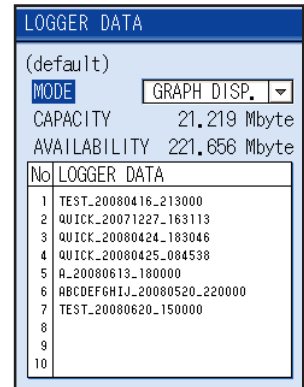 LOGGER DATA
(default)
MODE GRAPH DISP.
CAPACITY 21.219 Mbyte
AVAILABILITY 221.656 Mbyte
No LOGGER DATA
1 TEST_20080416_213000
2 QUICK_20071227_163113
3 QUICK_20080424_183046
4 QUICK_20080425_084538
5 A_20080613_180000
6 ABCDEFGHIJ_20080520_220000
7 TEST_20080620_150000
8
9
10